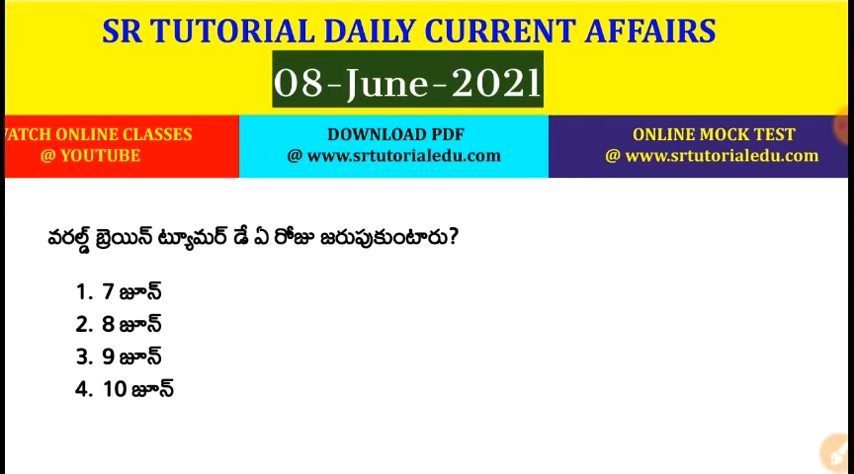 SR TUTORIAL DAILY CURRENT AFFAIRS
08-June-2021
ATCH ONLINE CLASSES
@ YOUTUBE
DOWNLOAD PDF
@ www.srtutorialedu.com
ONLINE MOCK TEST
@ www.srtutorialedu.com
వరల్డ్ బ్రెయిన్ ట్యూమర్ డే ఏ రోజు జరుపుకుంటారు?
1. 7 జూన్
2. 8 జూన్
3. 9 జూన్
4. 10 జూన్